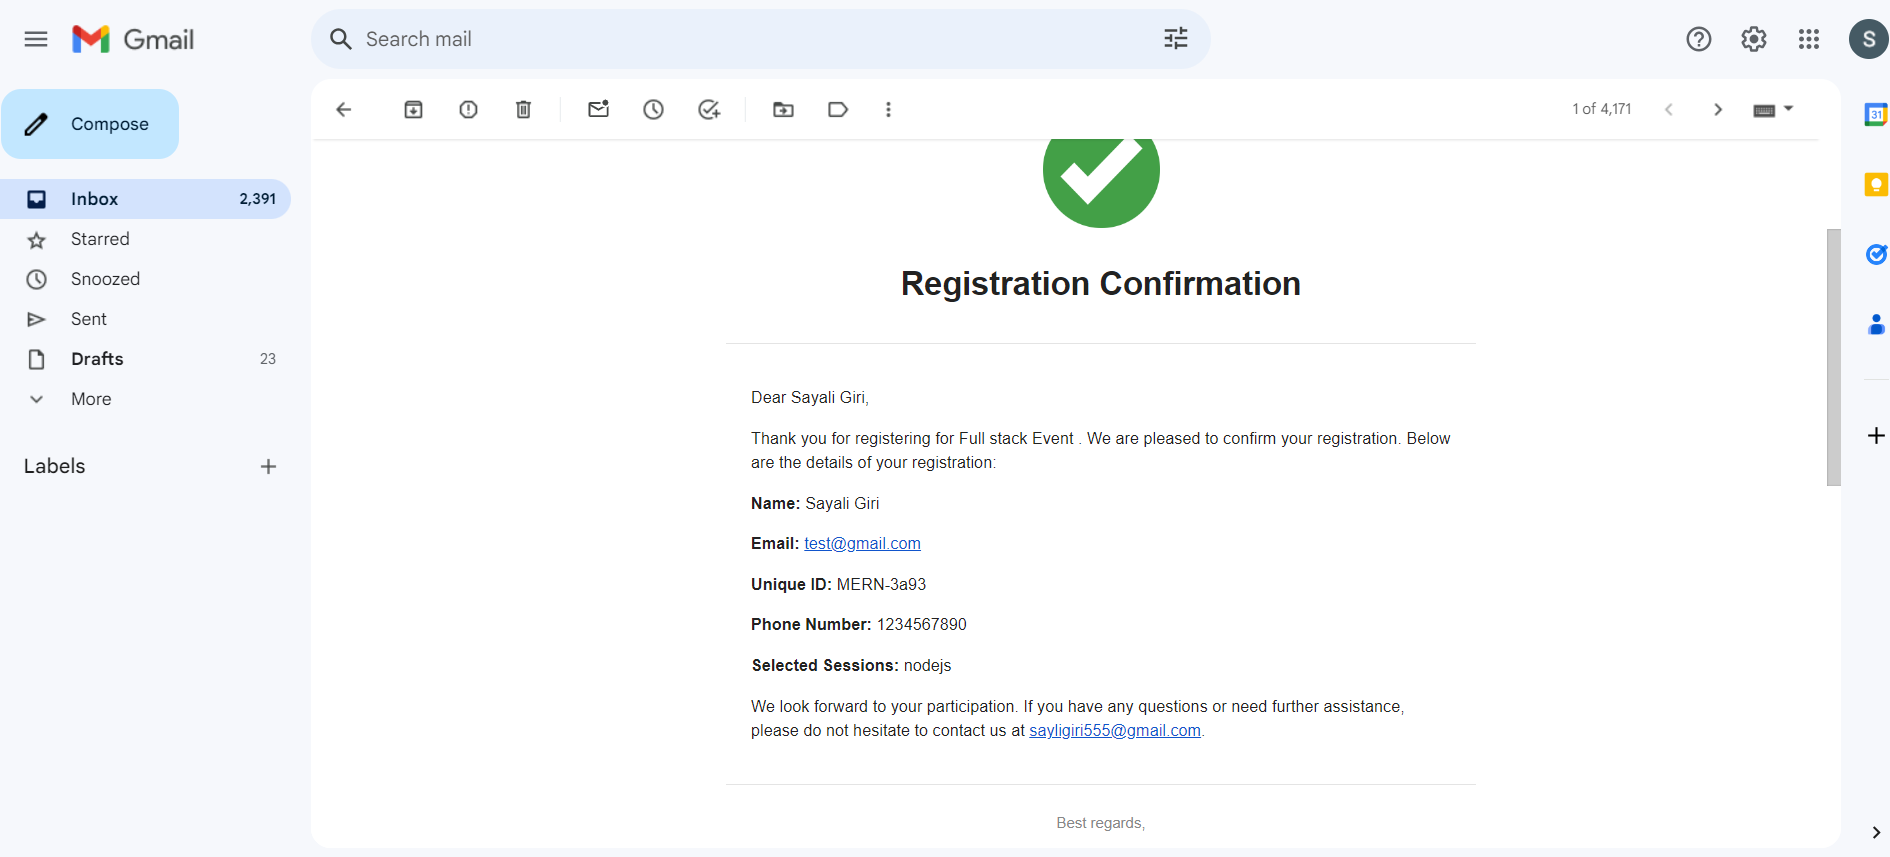 Gmail
Search mail
S
Compose
1 of 4,171
31
Inbox 2,391
Starred
Snoozed
Sent
Drafts 23
More
Labels
Registration Confirmation
Dear Sayali Giri,
Thank you for registering for Full stack Event . We are pleased to confirm your registration. Below
are the details of your registration:
Name: Sayali Giri
Email: test@gmail.com
Unique ID: MERN-3a93
Phone Number: 1234567890
Selected Sessions: nodejs
We look forward to your participation. If you have any questions or need further assistance,
please do not hesitate to contact us at sayligiri555@gmail.com.
Best regards,